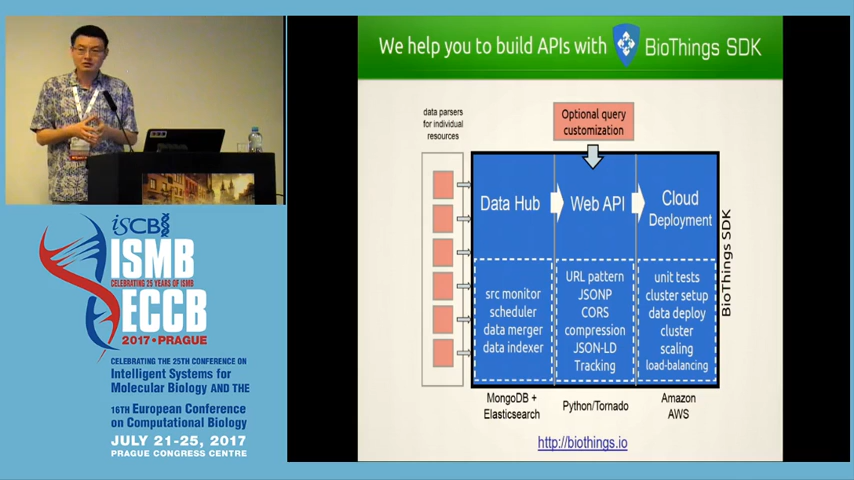 We help you to build APIs with BioThings SDK
data parsers
for individual
resources
Optional query
customization
Data Hub
Web API
Cloud
Deployment
src monitor
scheduler
data merger
data indexer
URL pattern
JSONP
CORS
compression
JSON-LD
Tracking
unit tests
cluster setup
data deploy
cluster
scaling
load-balancing
BioThings SDK
MongoDB +
Elasticsearch
Python/Tornado
Amazon
AWS
http://biothings.io
iSCB
ISMB
CELEBRATING 25 YEARS OF ISMB
ECCB
2017 • PRAGUE
CELEBRATING THE 25TH CONFERENCE ON
Intelligent Systems for
Molecular Biology AND THE
16TH European Conference
on Computational Biology
JULY 21-25, 2017
PRAGUE CONGRESS CENTRE